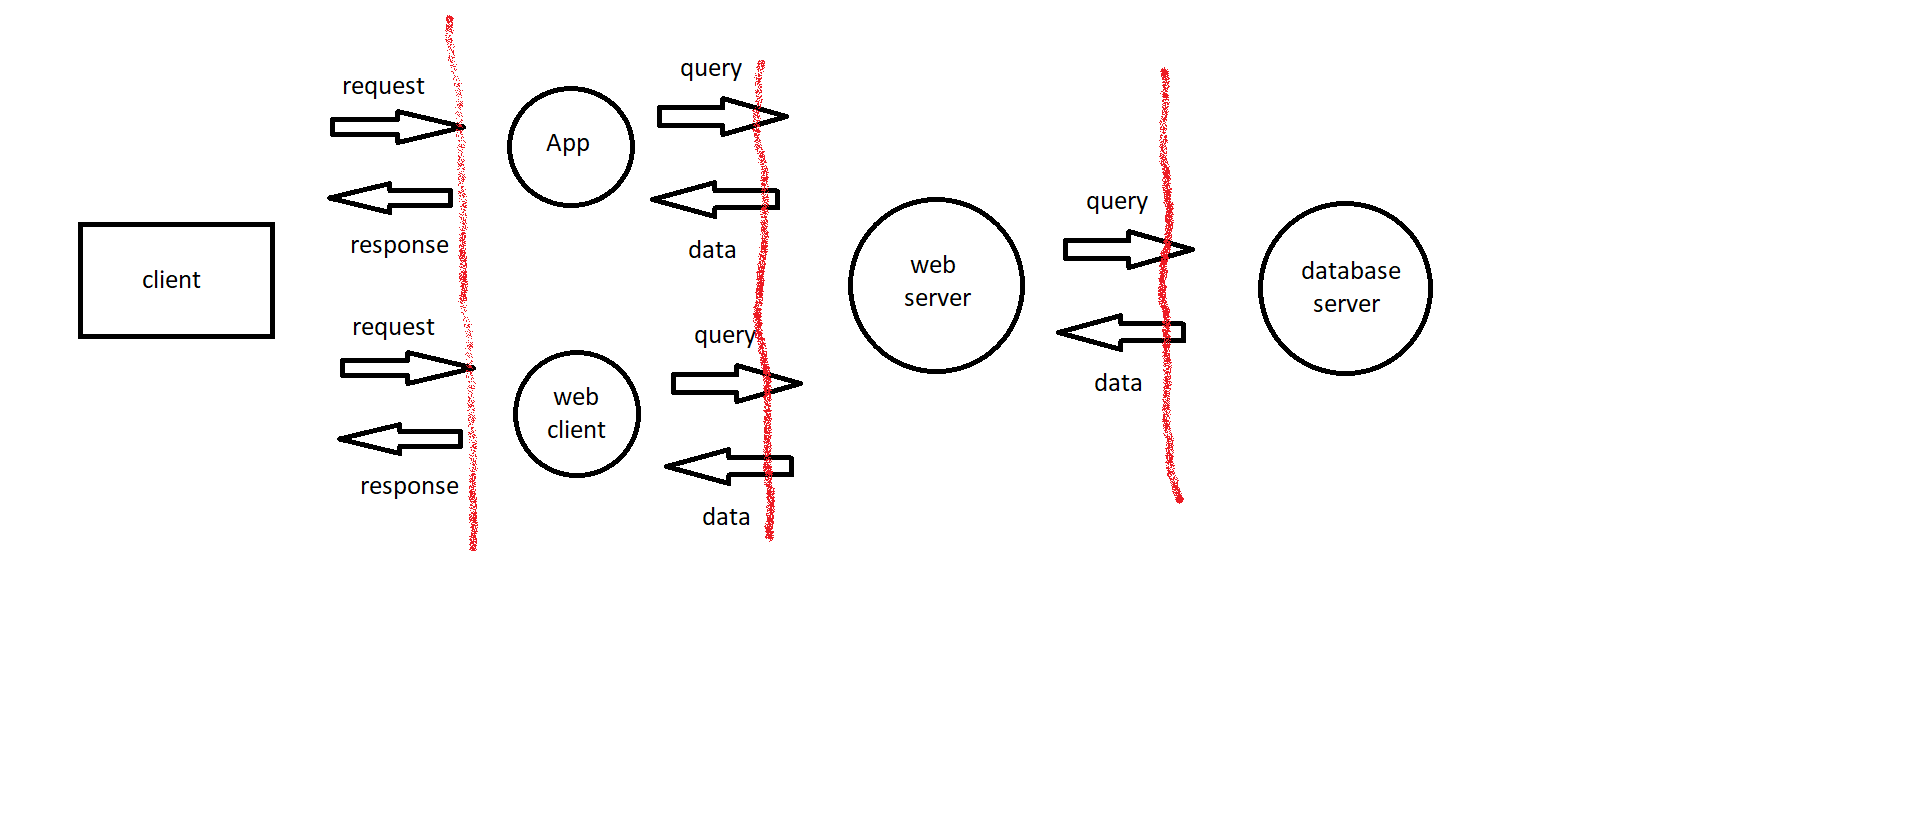 request
response
client
request
response
App
web
client
query
data
query
data
web
server
query
data
database
server